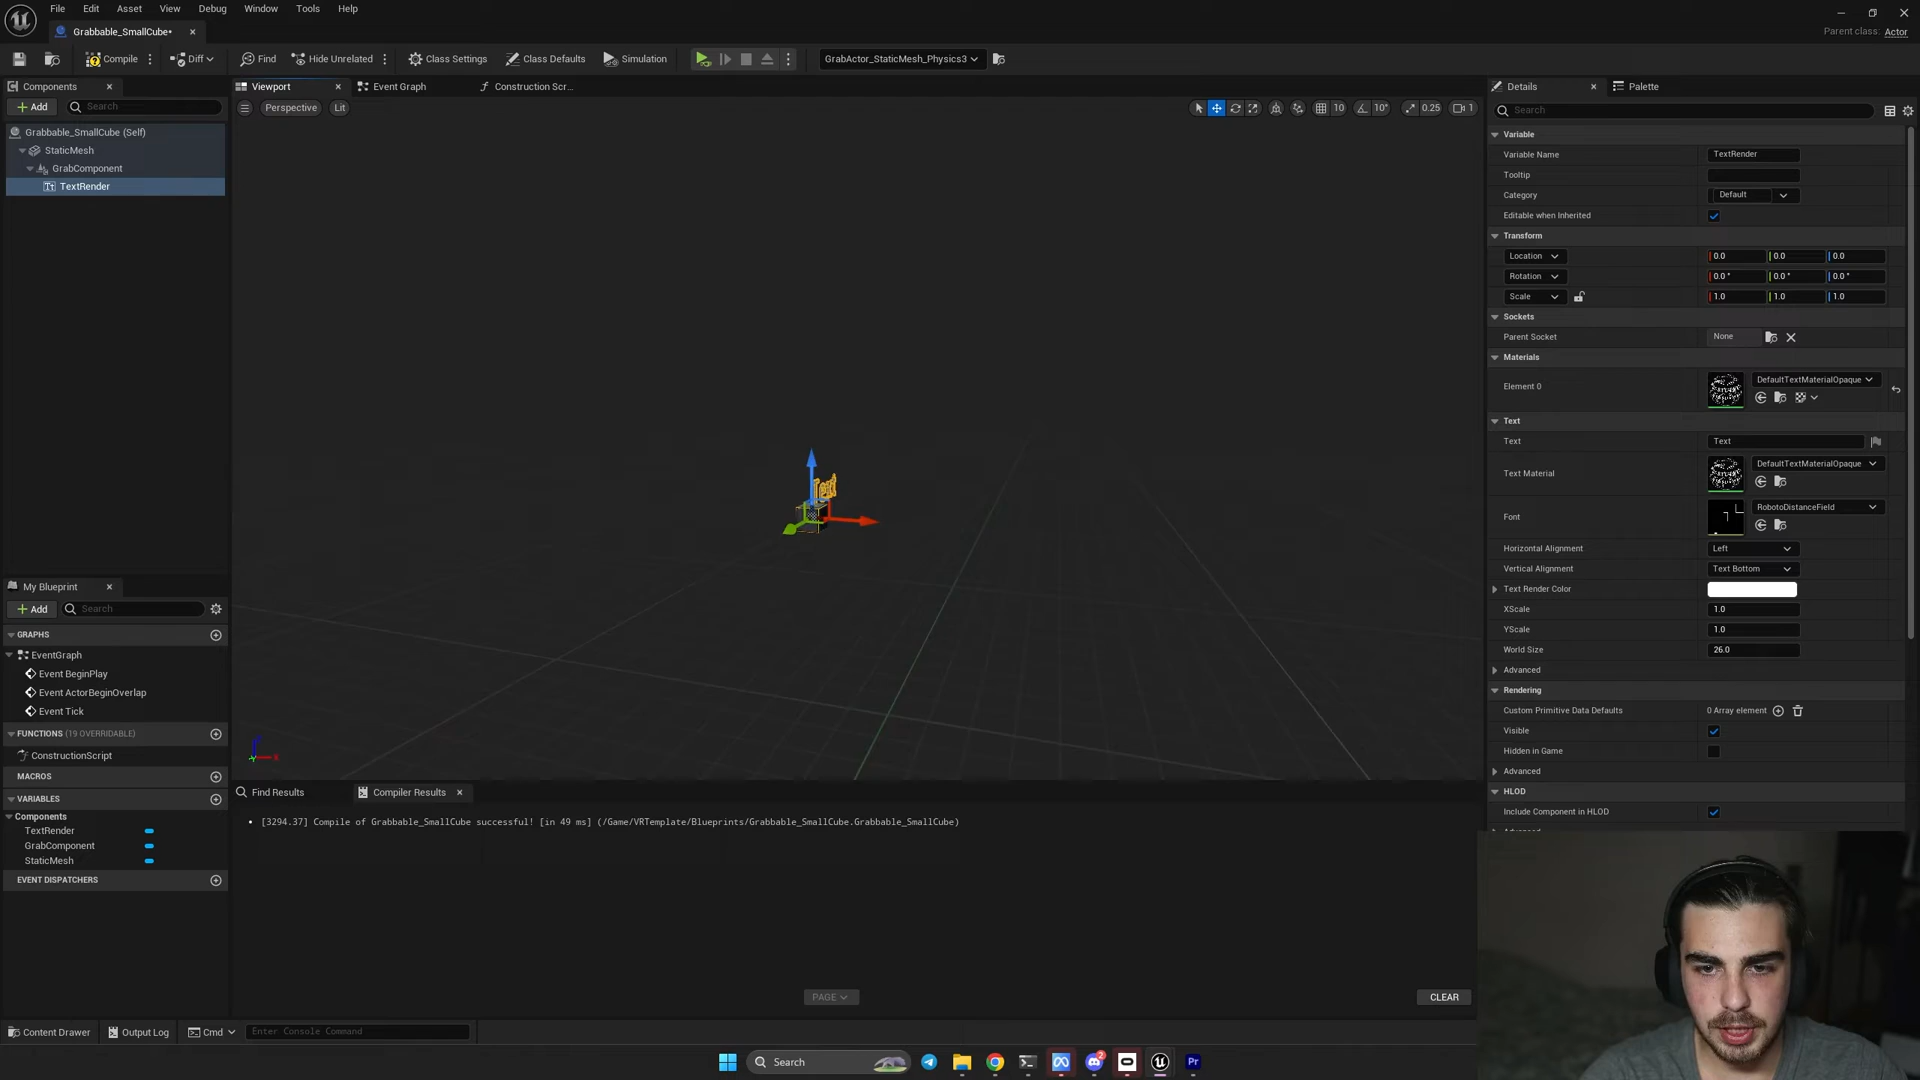 File Edit Asset View Debug Window Tools Help
Grabbable_SmallCube*
Parent class: Actor
Compile Diff Find Hide Unrelated Class Settings Class Defaults Simulation GrabActor_StaticMesh_Physics3
Components
Add Search
Grabbable_SmallCube (Self)
StaticMesh
GrabComponent
TextRender
My Blueprint
Add Search
GRAPHS
EventGraph
Event BeginPlay
Event ActorBeginOverlap
Event Tick
FUNCTIONS (19 OVERRIDABLE)
ConstructionScript
MACROS
VARIABLES
Components
TextRender
GrabComponent
StaticMesh
EVENT DISPATCHERS
Viewport Event Graph Construction Scr...
Perspective Lit 10 10° 0.25 1
Text
Find Results Compiler Results
[3294.37] Compile of Grabbable_SmallCube successful! [in 49 ms] (/Game/VRTemplate/Blueprints/Grabbable_SmallCube.Grabbable_SmallCube)
PAGE CLEAR
Details Palette
Search
Variable
Variable Name TextRender
Tooltip
Category Default
Editable when Inherited
Transform
Location 0.0 0.0 0.0
Rotation 0.0 ° 0.0 ° 0.0 °
Scale 1.0 1.0 1.0
Sockets
Parent Socket None
Materials
Element 0 DefaultTextMaterialOpaque
Text
Text Text
Text Material DefaultTextMaterialOpaque
Font RobotoDistanceField
Horizontal Alignment Left
Vertical Alignment Text Bottom
Text Render Color
XScale 1.0
YScale 1.0
World Size 26.0
Advanced
Rendering
Custom Primitive Data Defaults 0 Array element
Visible
Hidden in Game
Advanced
HLOD
Include Component in HLOD
Content Drawer Output Log Cmd Enter Console Command
Search 2 Pr